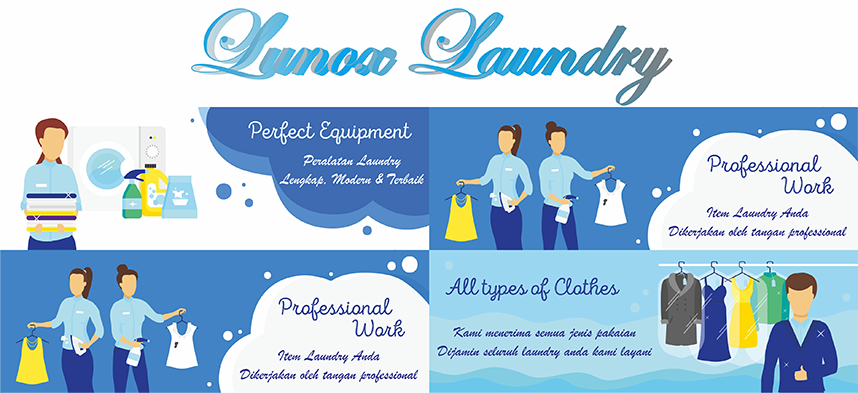 Lunox Laundry
Perfect Equipment
Peralatan Laundry
Lengkap, Modern & Terbaik
Professional
Work
Item Laundry Anda
Dikerjakan oleh tangan professional
Professional
Work
Item Laundry Anda
Dikerjakan oleh tangan professional
All types of Clothes
Kami menerima semua jenis pakaian
Dijamin seluruh laundry anda kami layani